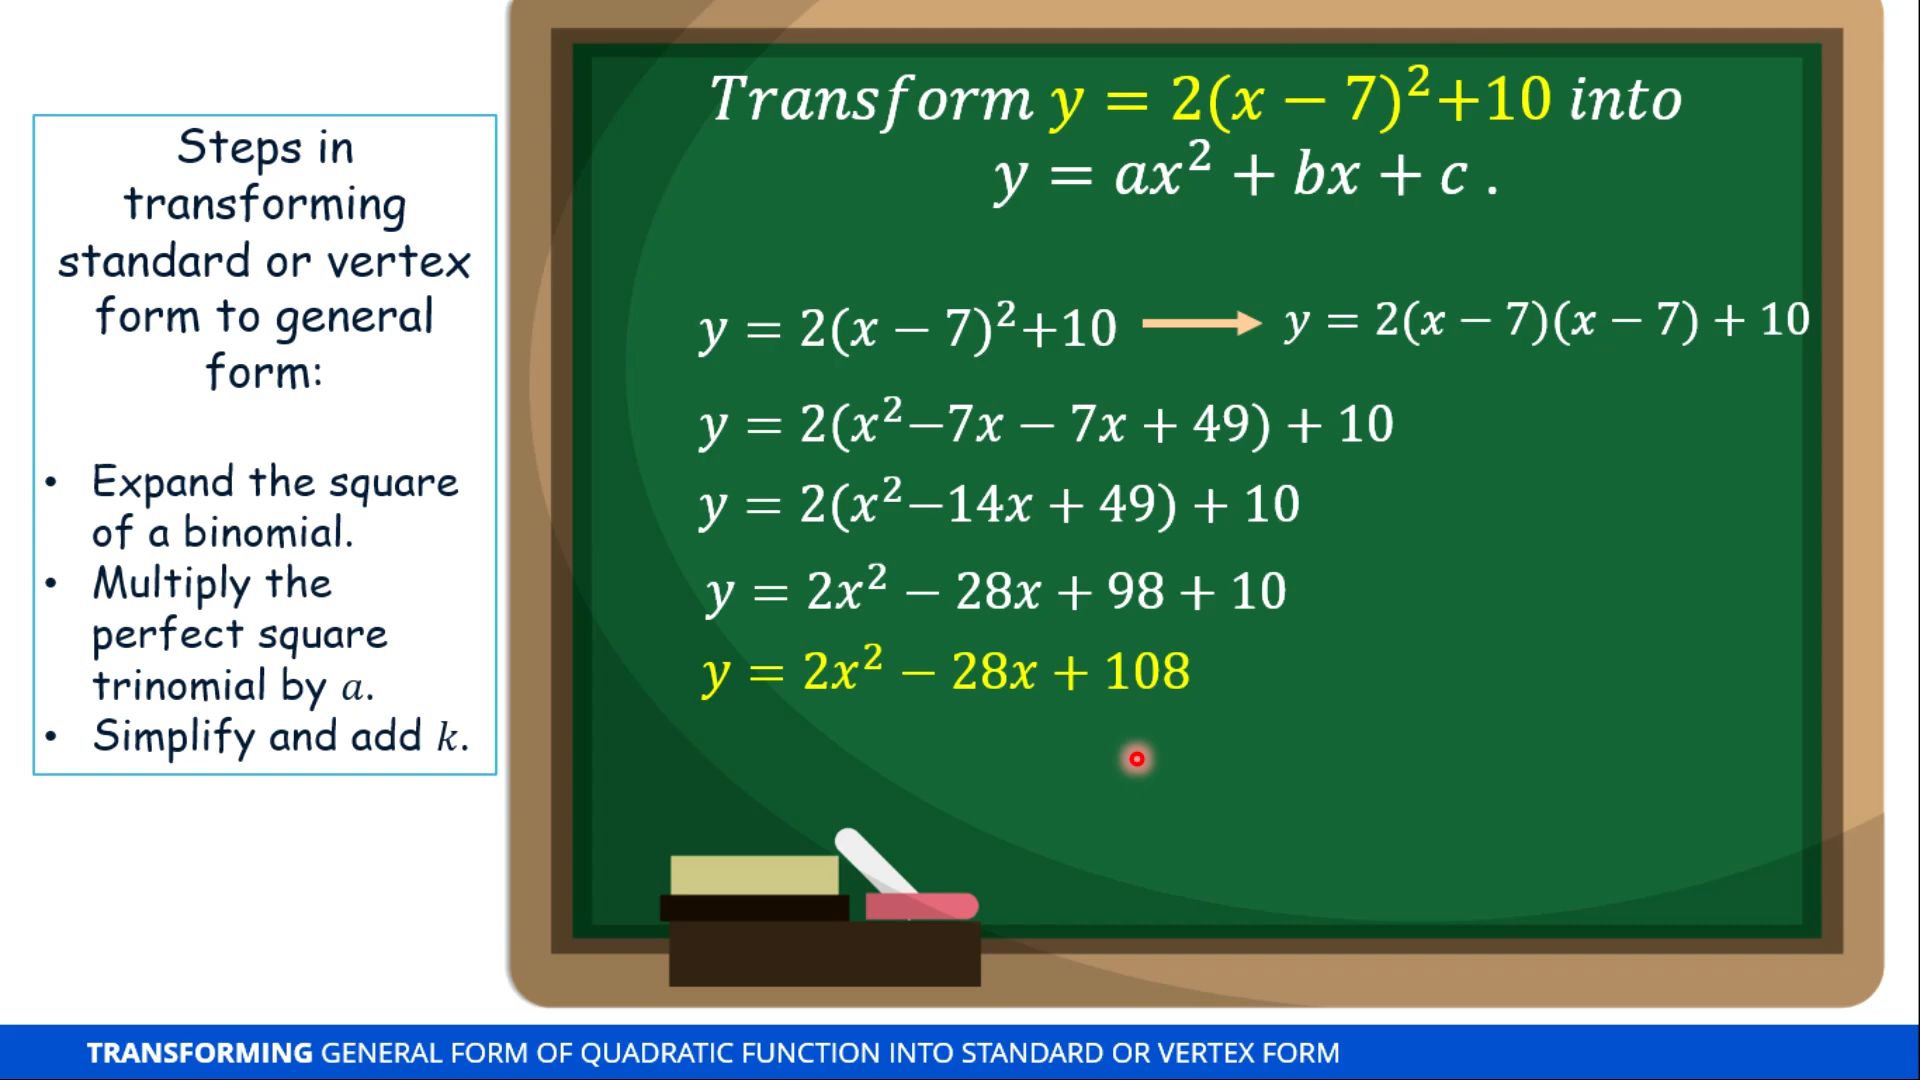 Steps in
transforming
standard or vertex
form to general
form:
• Expand the square
of a binomial.
• Multiply the
perfect square
trinomial by a.
• Simplify and add k.
Transform y = 2(x − 7)²+10 into
y = ax² + bx + c .
y = 2(x − 7)²+10 → y = 2(x − 7)(x − 7) + 10
y = 2(x²−7x − 7x + 49) + 10
y = 2(x²−14x + 49) + 10
y = 2x² − 28x + 98 + 10
y = 2x² − 28x + 108
TRANSFORMING GENERAL FORM OF QUADRATIC FUNCTION INTO STANDARD OR VERTEX FORM